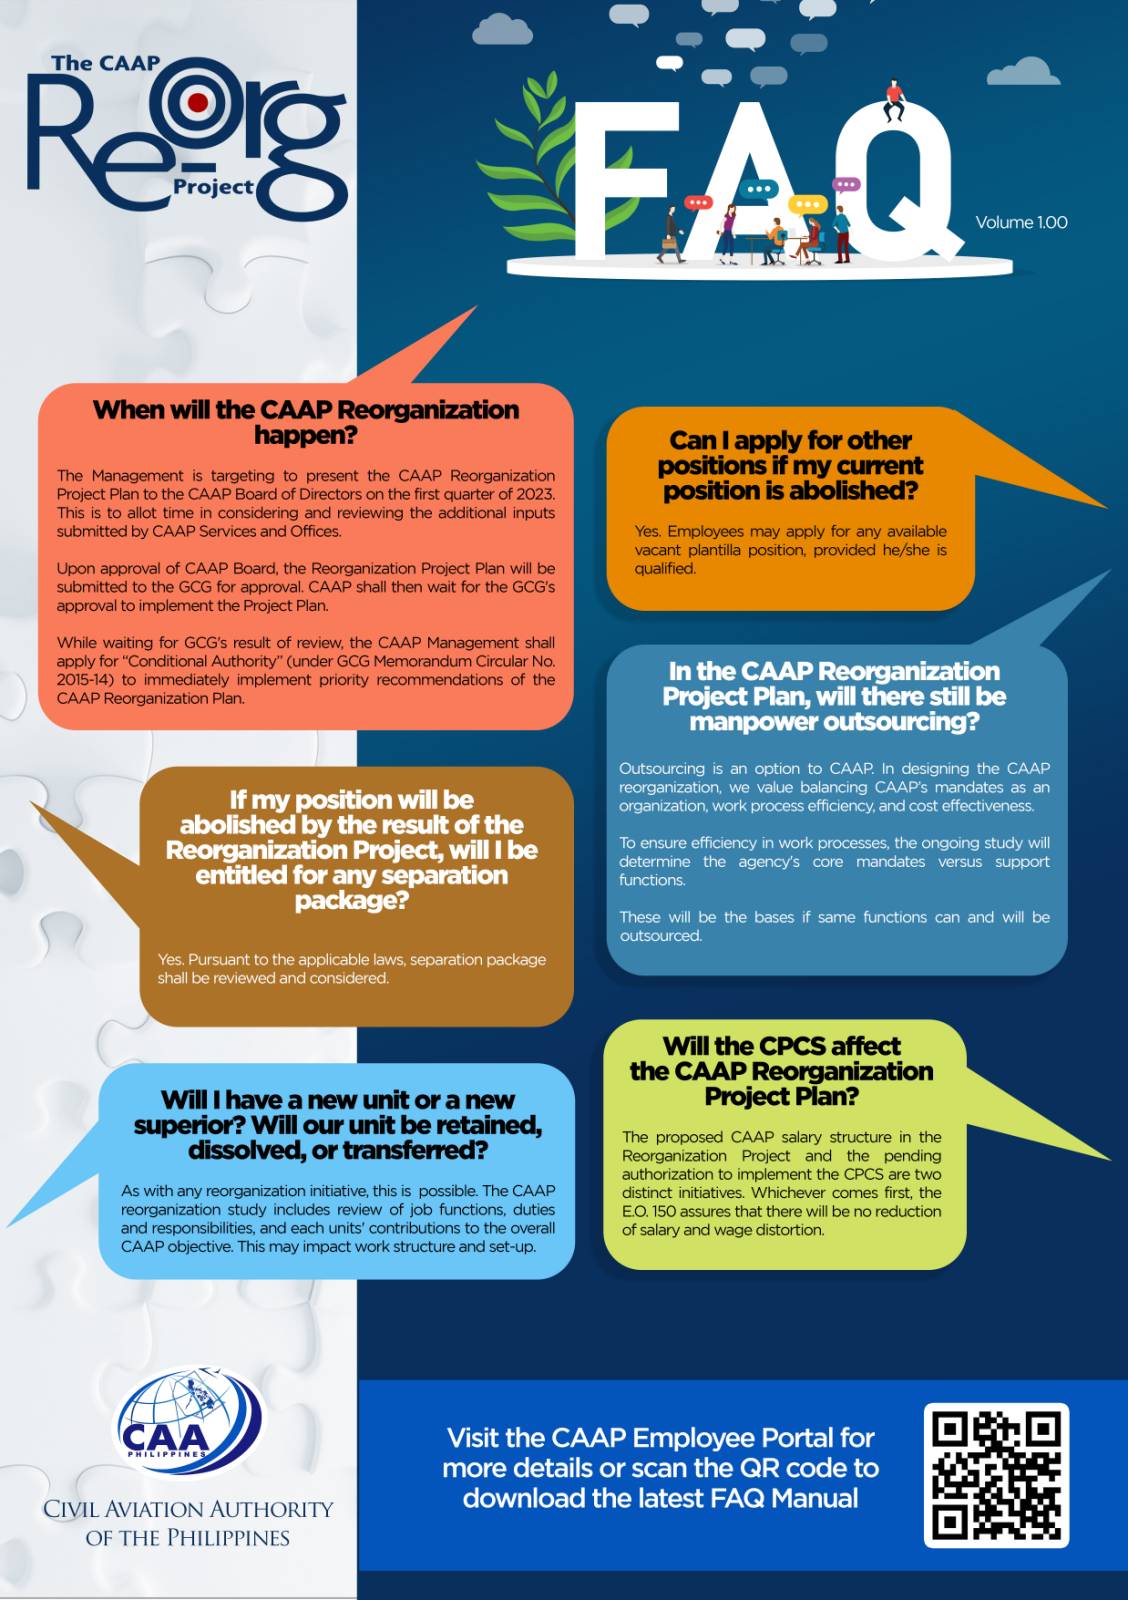 The CAAP
Re-Org
Project
FAQ
Volume 1.00
When will the CAAP Reorganization
happen?
The Management is targeting to present the CAAP Reorganization
Project Plan to the CAAP Board of Directors on the first quarter of 2023.
This is to allot time in considering and reviewing the additional inputs
submitted by CAAP Services and Offices.
Upon approval of CAAP Board, the Reorganization Project Plan will be
submitted to the GCG for approval. CAAP shall then wait for the GCG's
approval to implement the Project Plan.
While waiting for GCG's result of review, the CAAP Management shall
apply for “Conditional Authority” (under GCG Memorandum Circular No.
2015-14) to immediately implement priority recommendations of the
CAAP Reorganization Plan.
Can I apply for other
positions if my current
position is abolished?
Yes. Employees may apply for any available
vacant plantilla position, provided he/she is
qualified.
In the CAAP Reorganization
Project Plan, will there still be
manpower outsourcing?
Outsourcing is an option to CAAP. In designing the CAAP
reorganization, we value balancing CAAP's mandates as an
organization, work process efficiency, and cost effectiveness.
To ensure efficiency in work processes, the ongoing study will
determine the agency's core mandates versus support
functions.
These will be the bases if same functions can and will be
outsourced.
If my position will be
abolished by the result of the
Reorganization Project, will I be
entitled for any separation
package?
Yes. Pursuant to the applicable laws, separation package
shall be reviewed and considered.
Will the CPCS affect
the CAAP Reorganization
Project Plan?
The proposed CAAP salary structure in the
Reorganization Project and the pending
authorization to implement the CPCS are two
distinct initiatives. Whichever comes first, the
E.O. 150 assures that there will be no reduction
of salary and wage distortion.
Will I have a new unit or a new
superior? Will our unit be retained,
dissolved, or transferred?
As with any reorganization initiative, this is possible. The CAAP
reorganization study includes review of job functions, duties
and responsibilities, and each units' contributions to the overall
CAAP objective. This may impact work structure and set-up.
CAA
PHILIPPINES
CIVIL AVIATION AUTHORITY
OF THE PHILIPPINES
Visit the CAAP Employee Portal for
more details or scan the QR code to
download the latest FAQ Manual